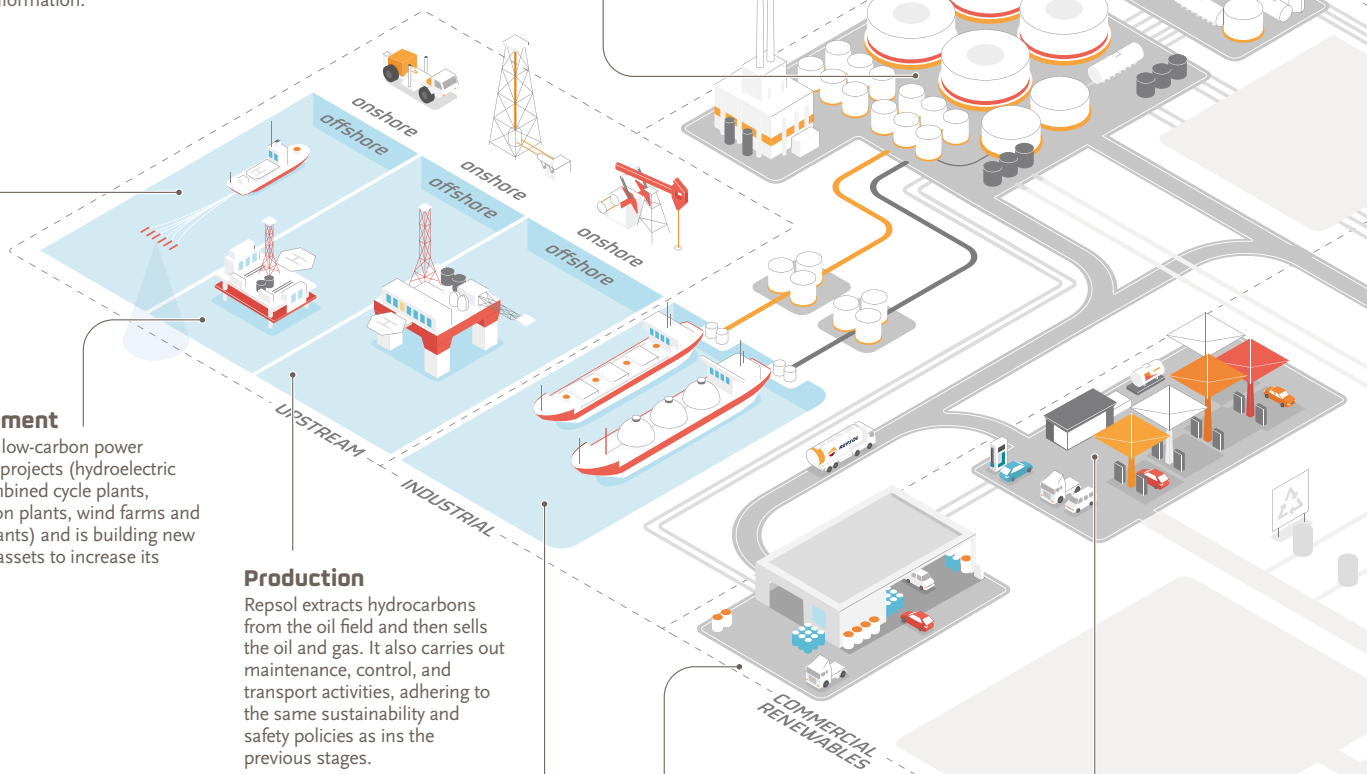 nformation.
onshore
offshore
onshore
offshore
onshore
offshore
UPSTREAM
INDUSTRIAL
REPSOL
COMMERCIAL
RENEWABLES
ment
low-carbon power
projects (hydroelectric
mbined cycle plants,
on plants, wind farms and
ants) and is building new
assets to increase its
Production
Repsol extracts hydrocarbons
from the oil field and then sells
the oil and gas. It also carries out
maintenance, control, and
transport activities, adhering to
the same sustainability and
safety policies as ins the
previous stages.
H
H
H